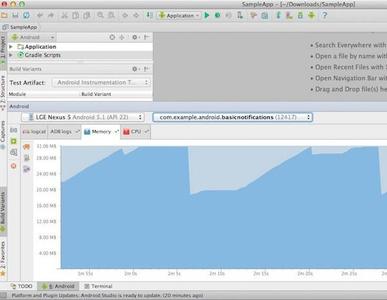 SampleApp - [~/Downloads/SampleApp]
Application
SampleApp
Android
Application
Gradle Scripts
Build Variants
Test Artifact: Android Instrumentation T
Module Build Variant
• Search Everywhere with
• Open a file by name with
• Open Recent Files with
• Open Navigation Bar with
• Drag and Drop file(s) he
1: Project
7: Structure
Captures
Build Variants
2: Favorites
Android
LGE Nexus 5 Android 5.1 (API 22)
com.example.android.basicnotifications (12417)
logcat ADB logs Memory CPU
32.00 MB
28.00 MB
24.00 MB
20.00 MB
16.00 MB
12.00 MB
8.00 MB
4.00 MB
1m 55s 2m 0s 2m 5s 2m 10s 2m 15s 2m 20s 2m 25s
TODO 6: Android Terminal
Platform and Plugin Updates: Android Studio is ready to update. (20 minutes ago)